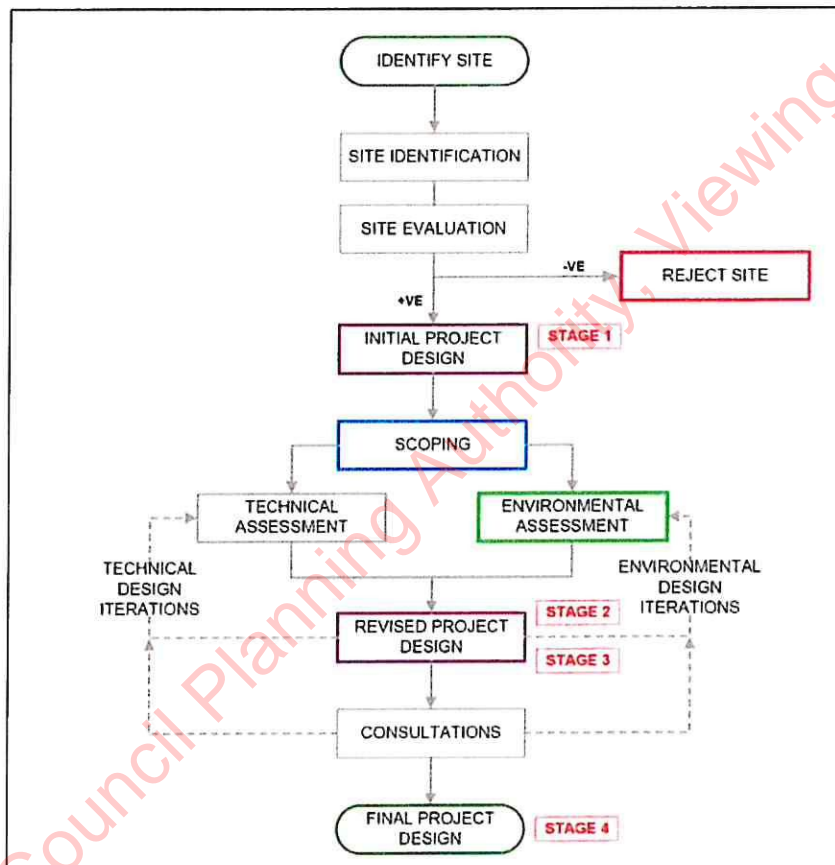 IDENTIFY SITE
SITE IDENTIFICATION
SITE EVALUATION
-VE
REJECT SITE
+VE
INITIAL PROJECT
DESIGN
STAGE 1
SCOPING
TECHNICAL
ASSESSMENT
ENVIRONMENTAL
ASSESSMENT
TECHNICAL
DESIGN
ITERATIONS
ENVIRONMENTAL
DESIGN
ITERATIONS
REVISED PROJECT
DESIGN
STAGE 2
STAGE 3
CONSULTATIONS
FINAL PROJECT
DESIGN
STAGE 4
Council Planning Authority, Viewing